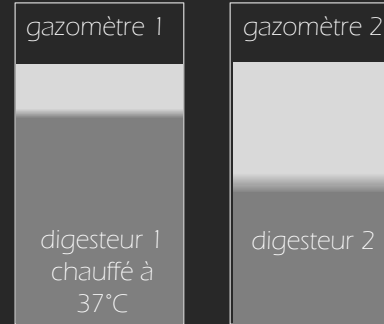 gazomètre 1
gazomètre 2
digesteur 1
chauffé à
37°C
digesteur 2